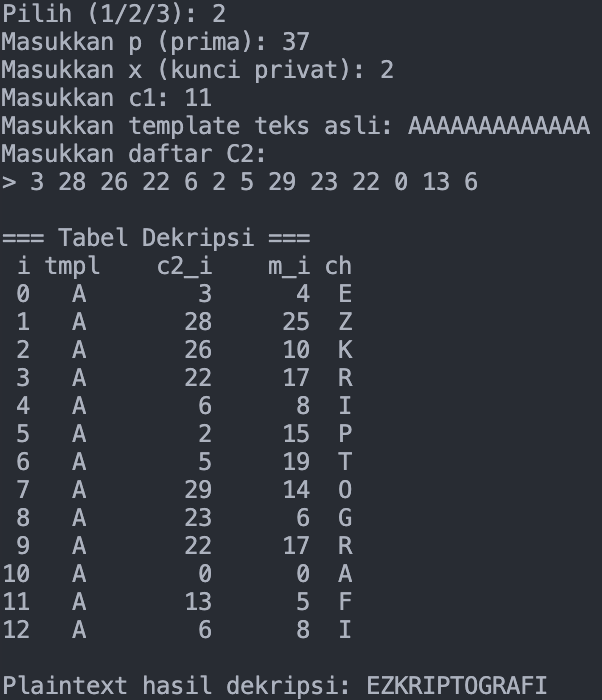 Pilih (1/2/3): 2
Masukkan p (prima): 37
Masukkan x (kunci privat): 2
Masukkan c1: 11
Masukkan template teks asli: AAAAAAAAAAAAA
Masukkan daftar C2:
> 3 28 26 22 6 2 5 29 23 22 0 13 6

=== Tabel Dekripsi ===
 i tmpl    c2_i    m_i ch
 0   A        3      4  E
 1   A       28     25  Z
 2   A       26     10  K
 3   A       22     17  R
 4   A        6      8  I
 5   A        2     15  P
 6   A        5     19  T
 7   A       29     14  O
 8   A       23      6  G
 9   A       22     17  R
10   A        0      0  A
11   A       13      5  F
12   A        6      8  I

Plaintext hasil dekripsi: EZKRIPTOGRAFI